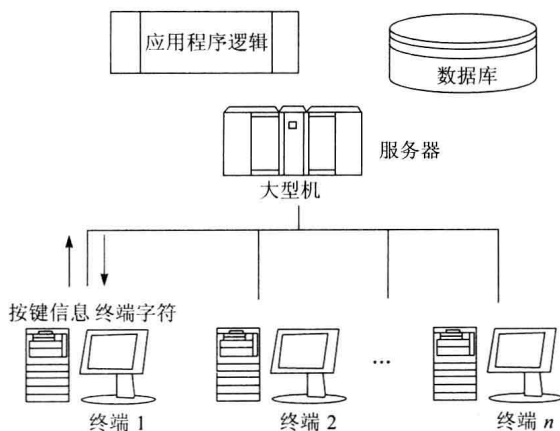 应用程序逻辑
数据库
服务器
大型机
按键信息 终端字符
终端 1
终端 2
...
终端 n